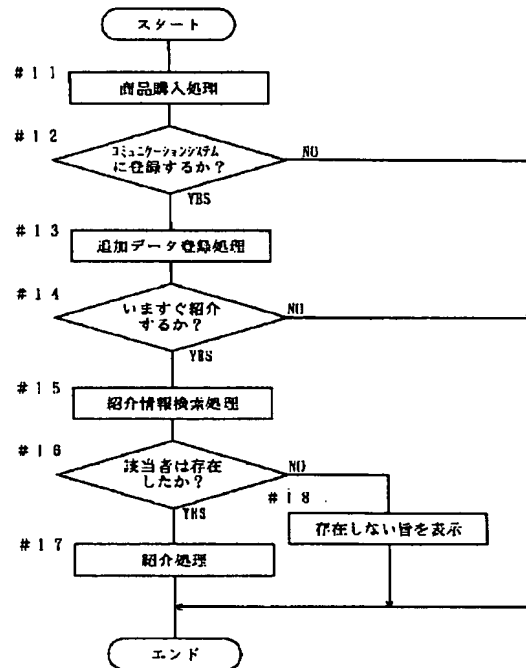 スタート
#11
商品購入処理
#12
コミュニケーションシステム
に登録するか?
NO
YES
#13
追加データ登録処理
#14
いますぐ紹介
するか?
NO
YES
#15
紹介情報検索処理
#16
該当者は存在
したか?
NO
YES
#18
存在しない旨を表示
#17
紹介処理
エンド